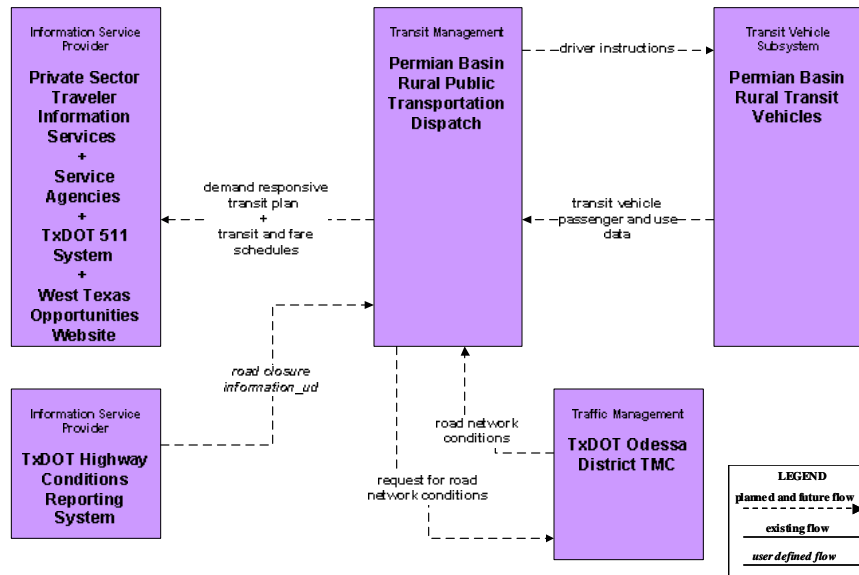 Information Service
Provider
Private Sector
Traveler
Information
Services
+
Service
Agencies
+
TxDOT 511
System
+
West Texas
Opportunities
Website
demand responsive
transit plan
+
transit and fare
schedules
Transit Management
Permian Basin
Rural Public
Transportation
Dispatch
driver instructions
transit vehicle
passenger and use
data
Transit Vehicle
Subsystem
Permian Basin
Rural Transit
Vehicles
Information Service
Provider
TxDOT Highway
Conditions
Reporting
System
road closure
information_ud
road network
conditions
request for road
network conditions
Traffic Management
TxDOT Odessa
District TMC
LEGEND
planned and future flow
existing flow
user defined flow